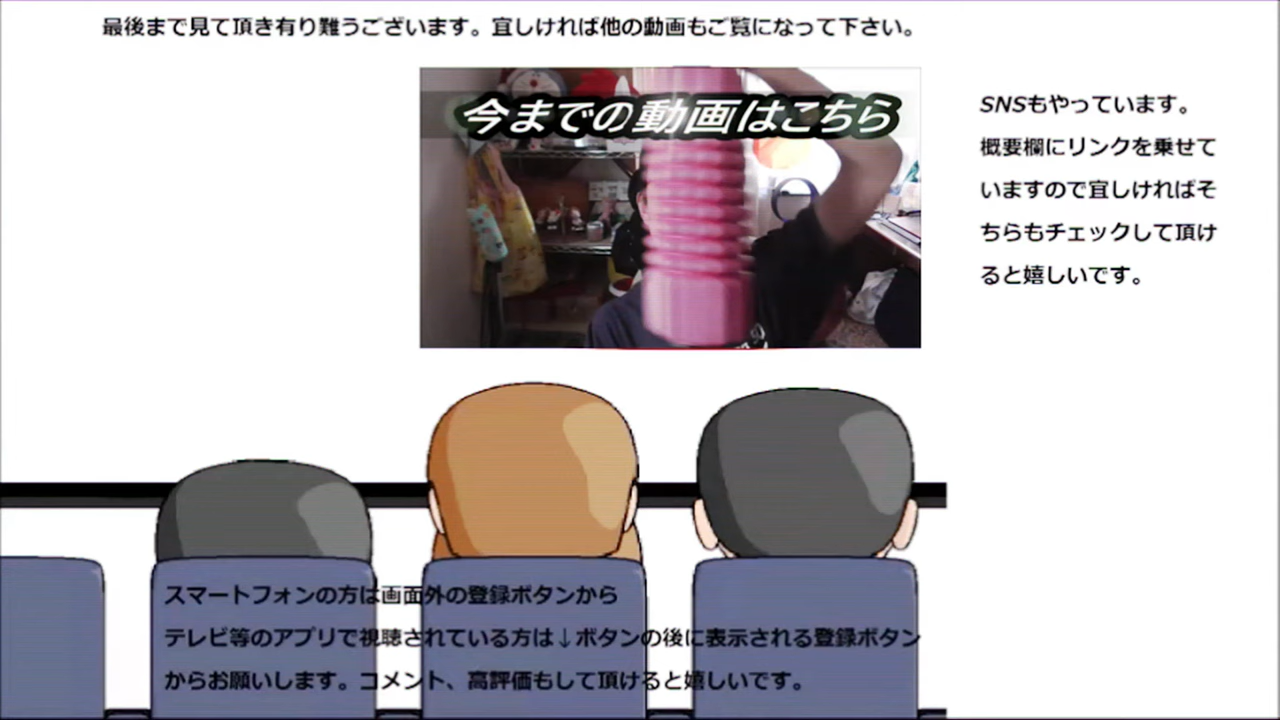 最後まで見て頂き有り難うございます。宜しければ他の動画もご覧になって下さい。
今までの動画はこちら
SNSもやっています。
概要欄にリンクを乗せて
いますので宜しければそ
ちらもチェックして頂け
ると嬉しいです。
スマートフォンの方は画面外の登録ボタンから
テレビ等のアプリで視聴されている方は↓ボタンの後に表示される登録ボタン
からお願いします。コメント、高評価もして頂けると嬉しいです。